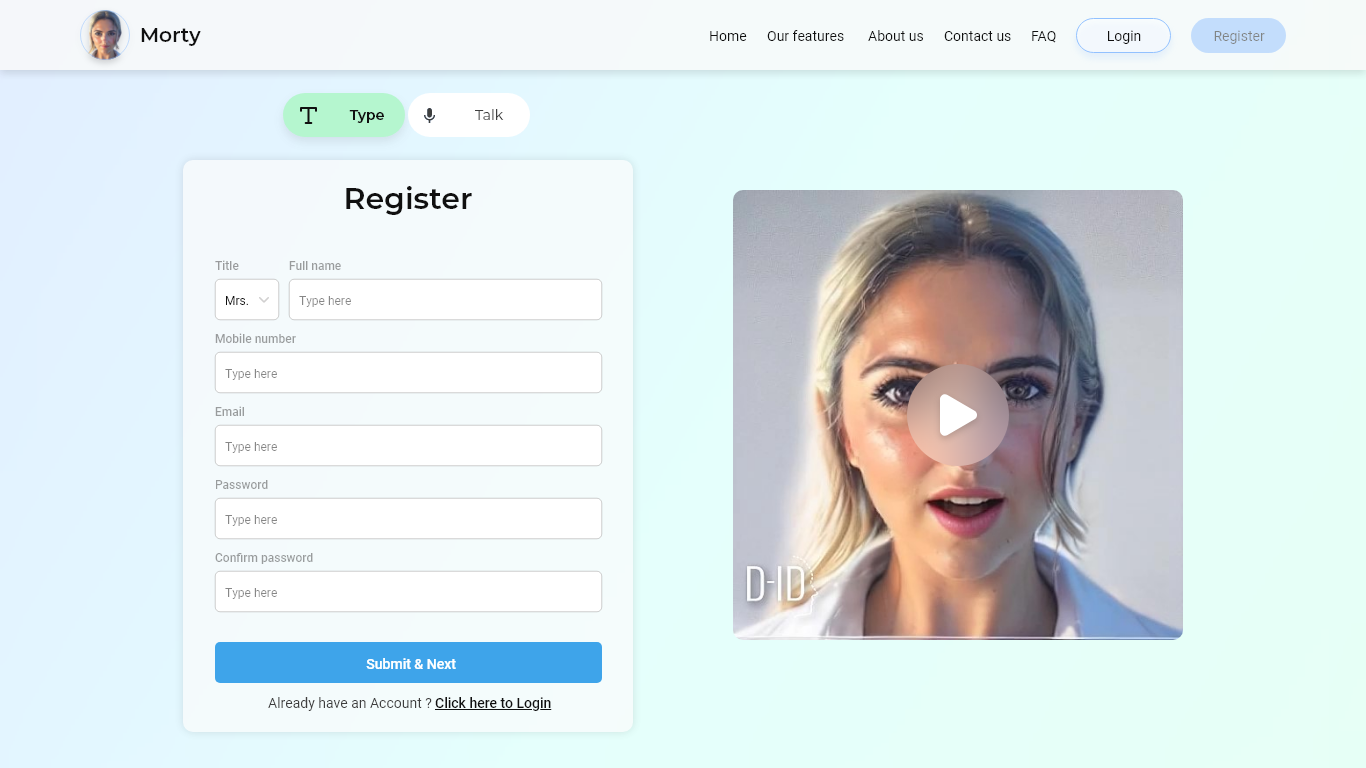 Morty
Home Our features About us Contact us FAQ Login Register
Type Talk
Register
Title Full name
Mrs. Type here
Mobile number
Type here
Email
Type here
Password
Type here
Confirm password
Type here
Submit & Next
Already have an Account ? Click here to Login
D-ID